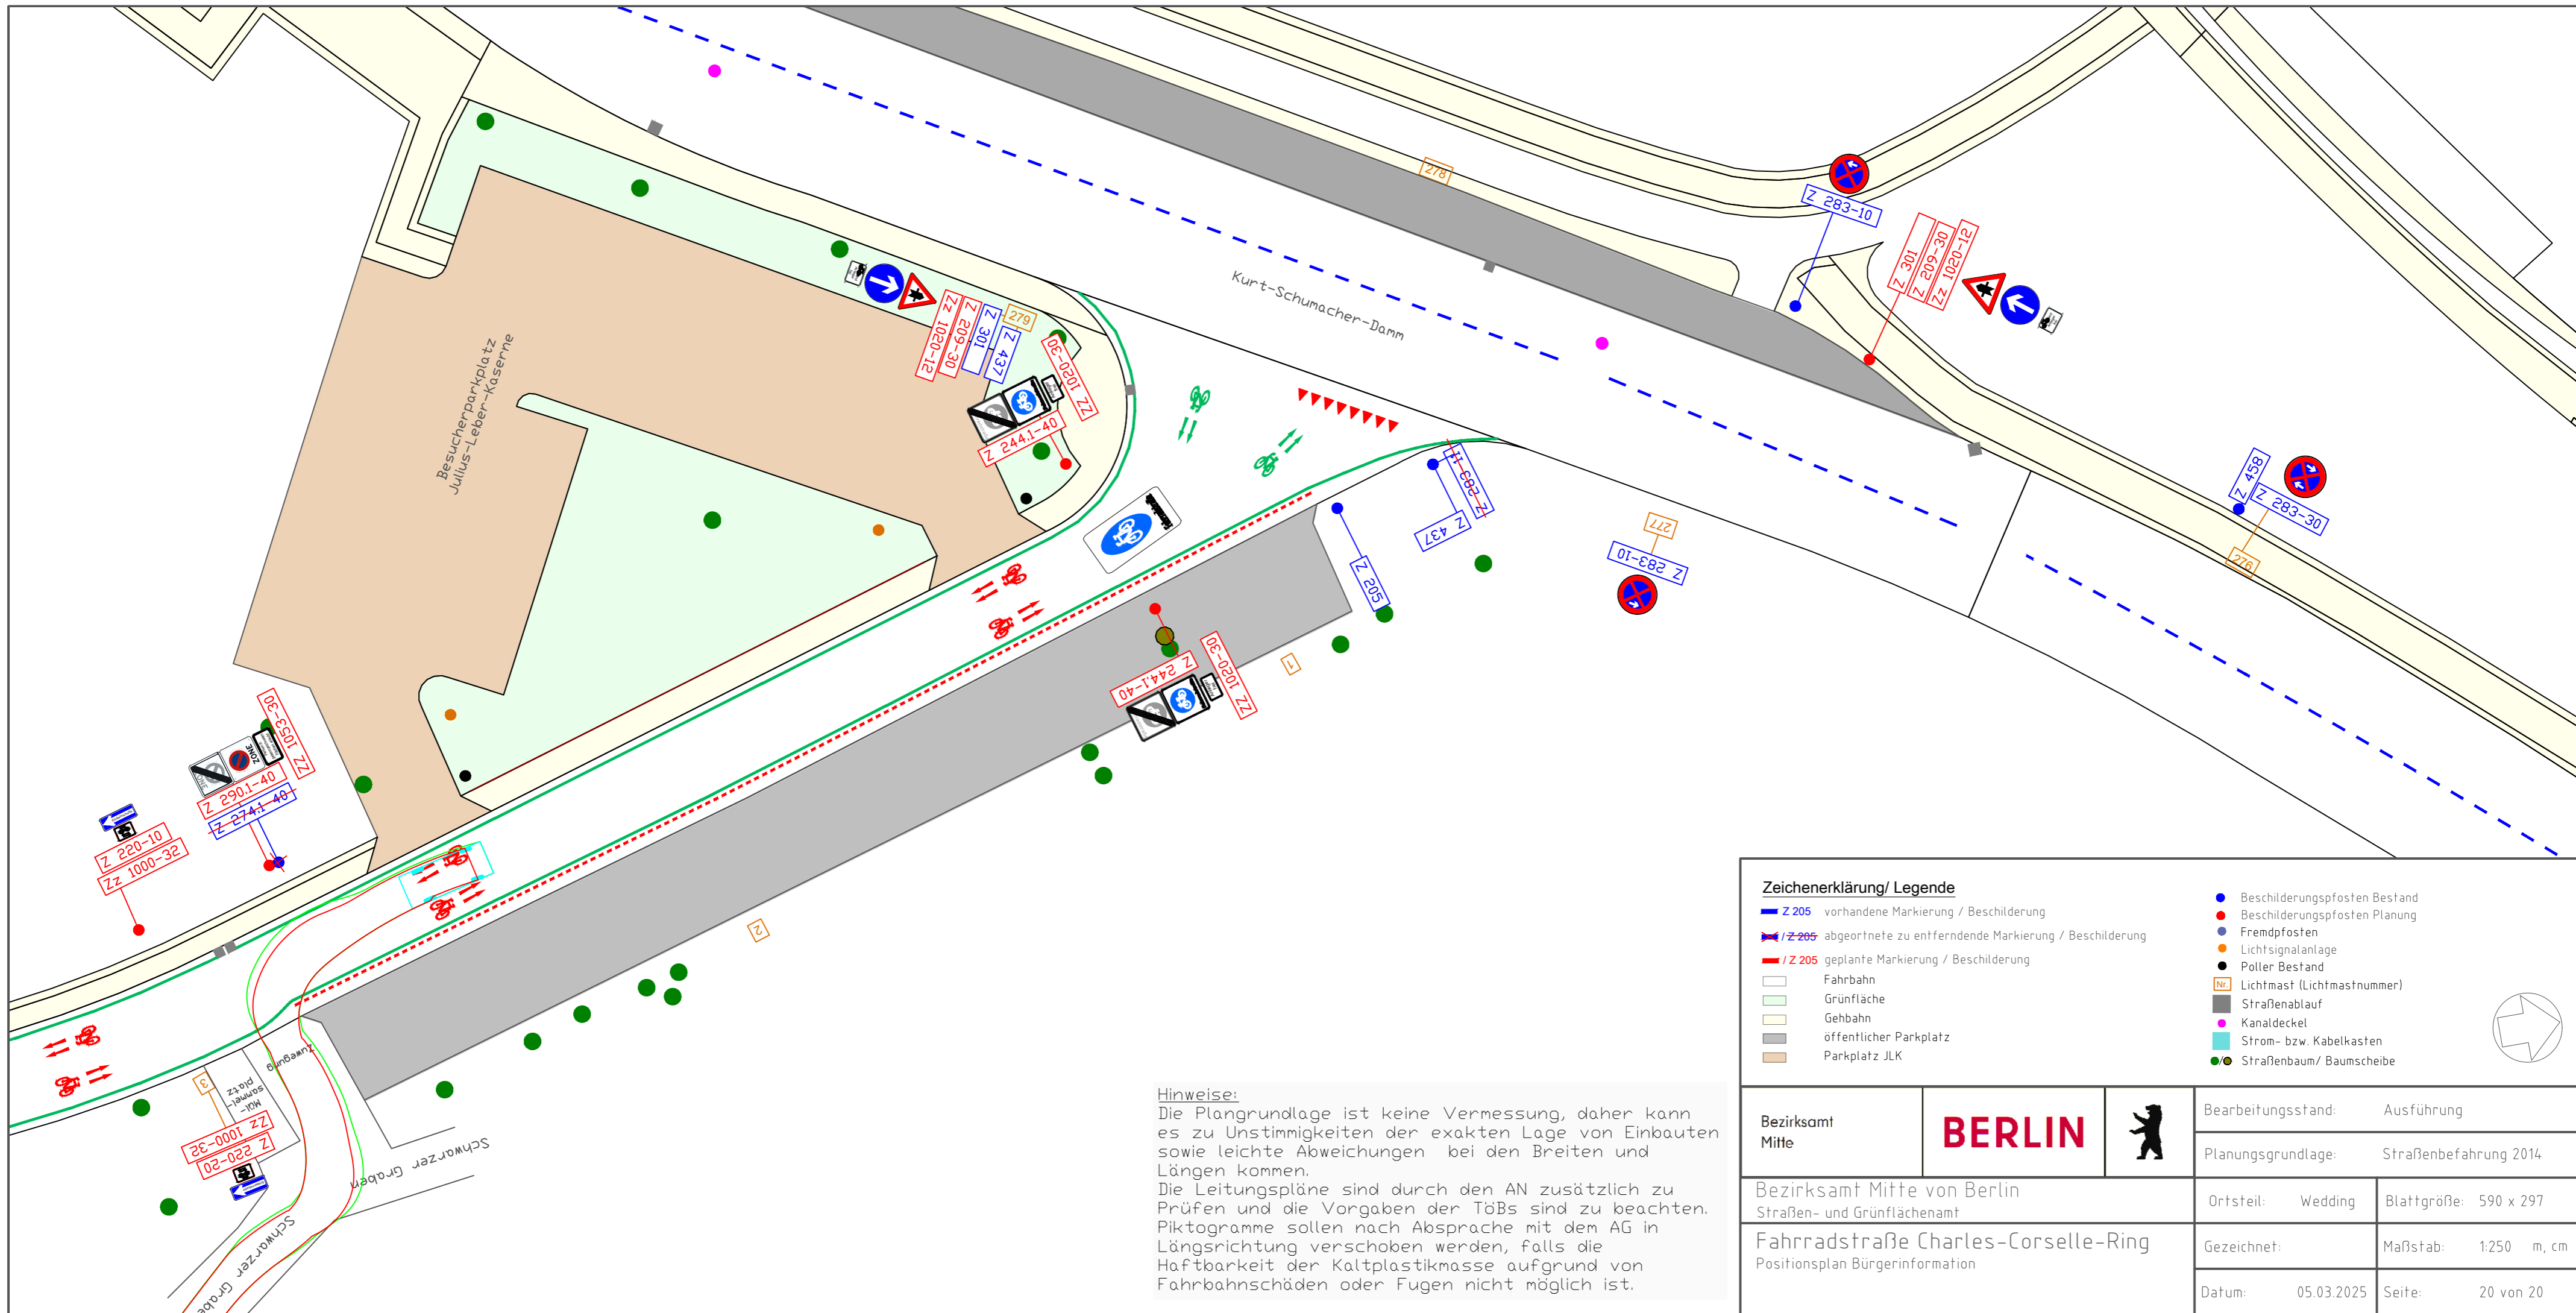 278
Z 283-10
Z 301
Z 209-30
Zz 1020-12
Kurt-Schumacher-Damm
Besucherparkplatz
Julius-Leber-Kaserne
Zz 1020-12
Z 209-30
Z 301
Z 437
279
ZZ 1020-30
Z 244.1-40
Z 283-11
Z 437
Z 205
277
Z 283-10
Z 458
Z 283-30
276
1
Z 244.1-40
ZZ 1020-30
ZZ 1053-30
ZONE
Z 290.1-40
Z 274.1-40
Z 220-10
Zz 1000-32
2
Zuwegung
3
Mül-
sammel-
platz
Zz 1000-32
Z 220-20
Schwarzer Graben
Schwarzer Graben
Hinweise:
Die Plangrundlage ist keine Vermessung, daher kann
es zu Unstimmigkeiten der exakten Lage von Einbauten
sowie leichte Abweichungen bei den Breiten und
Längen kommen.
Die Leitungspläne sind durch den AN zusätzlich zu
Prüfen und die Vorgaben der TöBs sind zu beachten.
Piktogramme sollen nach Absprache mit dem AG in
Längsrichtung verschoben werden, falls die
Haftbarkeit der Kaltplastikmasse aufgrund von
Fahrbahnschäden oder Fugen nicht möglich ist.
Zeichenerklärung/ Legende
Z 205 vorhandene Markierung / Beschilderung
/ Z 205 abgeortnete zu entferndende Markierung / Beschilderung
/ Z 205 geplante Markierung / Beschilderung
Fahrbahn
Grünfläche
Gehbahn
öffentlicher Parkplatz
Parkplatz JLK
Beschilderungspfosten Bestand
Beschilderungspfosten Planung
Fremdpfosten
Lichtsignalanlage
Poller Bestand
Nr. Lichtmast (Lichtmastnummer)
Straßenablauf
Kanaldeckel
Strom- bzw. Kabelkasten
/ Straßenbaum/ Baumscheibe
Bezirksamt
Mitte
BERLIN
Bearbeitungsstand: Ausführung
Planungsgrundlage: Straßenbefahrung 2014
Bezirksamt Mitte von Berlin
Straßen- und Grünflächenamt
Ortsteil: Wedding
Blattgröße: 590 x 297
Fahrradstraße Charles-Corselle-Ring
Positionsplan Bürgerinformation
Gezeichnet:
Maßstab: 1:250 m, cm
Datum: 05.03.2025
Seite: 20 von 20